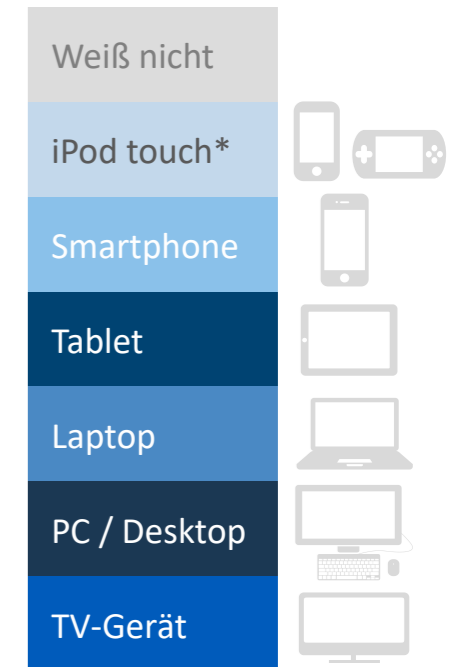 Weiß nicht
iPod touch*
Smartphone
Tablet
Laptop
PC / Desktop
TV-Gerät